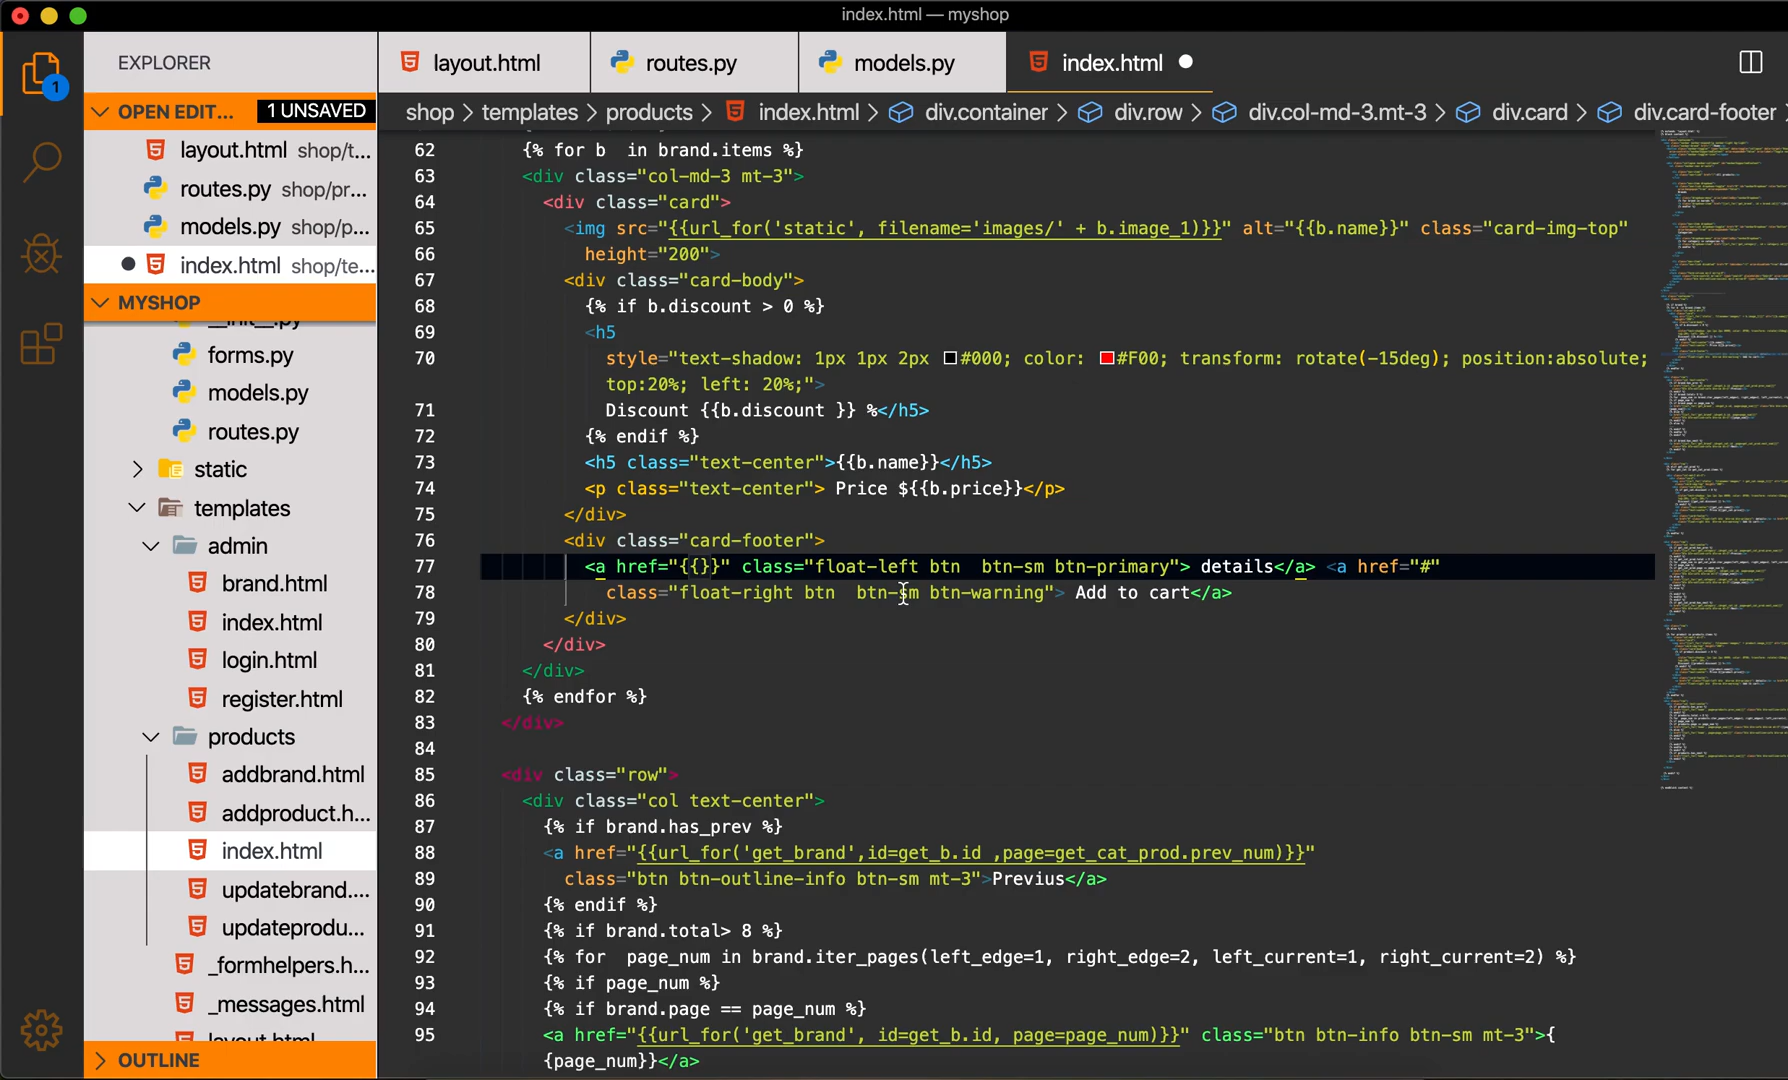 index.html — myshop
EXPLORER
layout.html
routes.py
models.py
index.html
OPEN EDIT...
1 UNSAVED
shop > templates > products > index.html > div.container > div.row > div.col-md-3.mt-3 > div.card > div.card-footer
layout.html shop/t...
routes.py shop/pr...
models.py shop/p...
index.html shop/te...
MYSHOP
__init__.py
forms.py
models.py
routes.py
static
templates
admin
brand.html
index.html
login.html
register.html
products
addbrand.html
addproduct.h...
index.html
updatebrand....
updateprodu...
_formhelpers.h...
_messages.html
layout.html
OUTLINE
1
62 {% for b  in brand.items %}
63 <div class="col-md-3 mt-3">
64 <div class="card">
65 <img src="{{url_for('static', filename='images/' + b.image_1)}}" alt="{{b.name}}" class="card-img-top"
66 height="200">
67 <div class="card-body">
68 {% if b.discount > 0 %}
69 <h5
70 style="text-shadow: 1px 1px 2px #000; color: #F00; transform: rotate(-15deg); position:absolute;
top:20%; left: 20%;">
71 Discount {{b.discount }} %</h5>
72 {% endif %}
73 <h5 class="text-center">{{b.name}}</h5>
74 <p class="text-center"> Price ${{b.price}}</p>
75 </div>
76 <div class="card-footer">
77 <a href="{{}}" class="float-left btn  btn-sm btn-primary"> details</a> <a href="#"
78 class="float-right btn  btn-sm btn-warning"> Add to cart</a>
79 </div>
80 </div>
81 </div>
82 {% endfor %}
83 </div>
84
85 <div class="row">
86 <div class="col text-center">
87 {% if brand.has_prev %}
88 <a href="{{url_for('get_brand',id=get_b.id ,page=get_cat_prod.prev_num)}}"
89 class="btn btn-outline-info btn-sm mt-3">Previus</a>
90 {% endif %}
91 {% if brand.total> 8 %}
92 {% for  page_num in brand.iter_pages(left_edge=1, right_edge=2, left_current=1, right_current=2) %}
93 {% if page_num %}
94 {% if brand.page == page_num %}
95 <a href="{{url_for('get_brand', id=get_b.id, page=page_num)}}" class="btn btn-info btn-sm mt-3">{
{page_num}}</a>